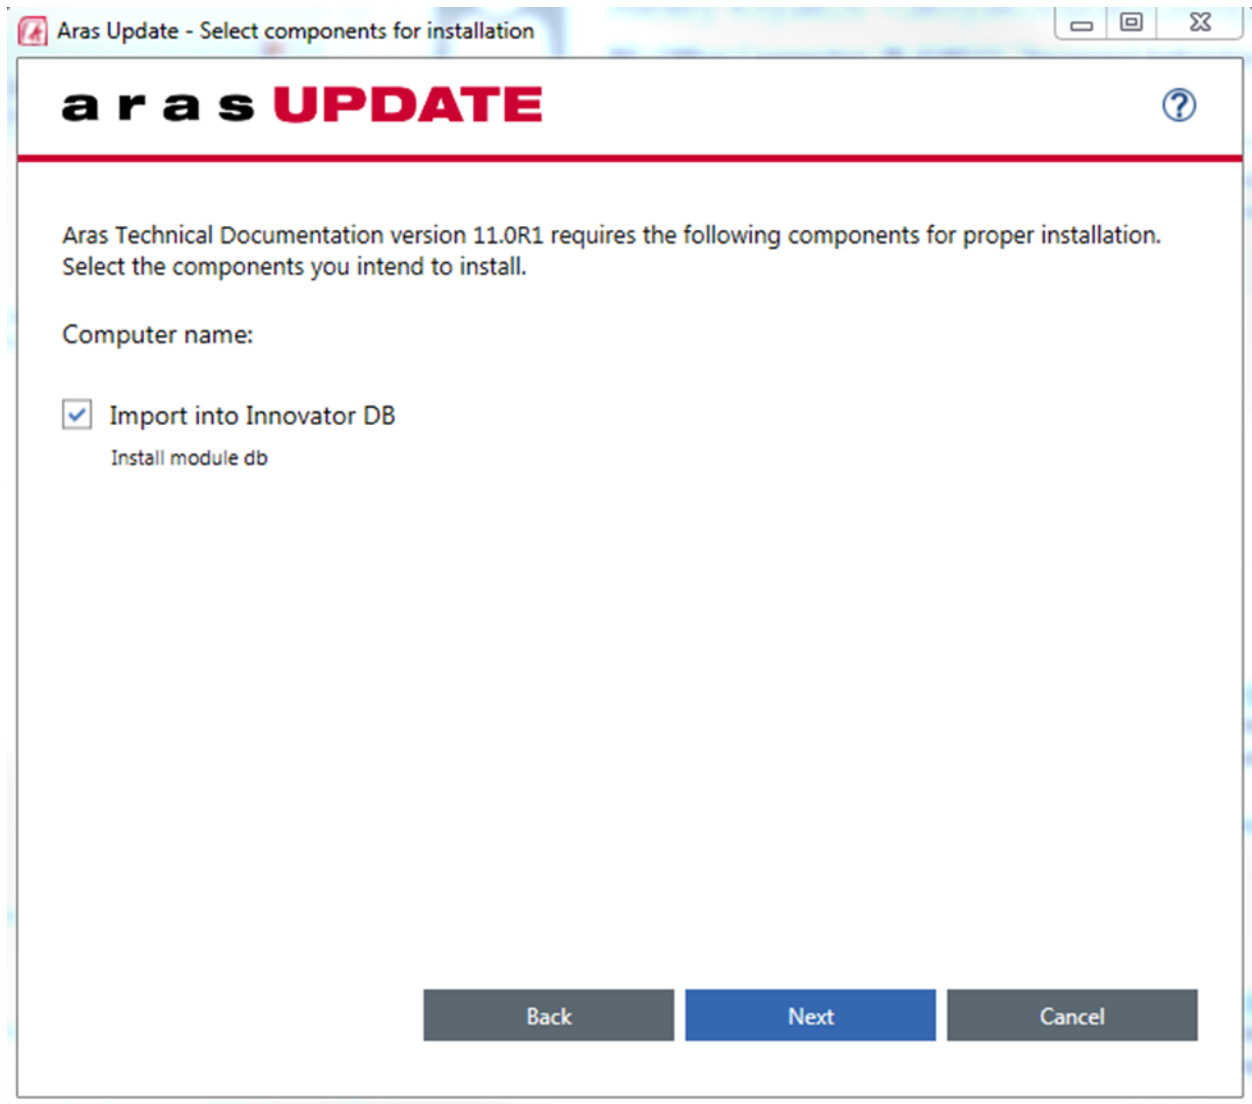 Aras Update - Select components for installation
aras UPDATE
?
Aras Technical Documentation version 11.0R1 requires the following components for proper installation.
Select the components you intend to install.
Computer name:
Import into Innovator DB
Install module db
Back
Next
Cancel